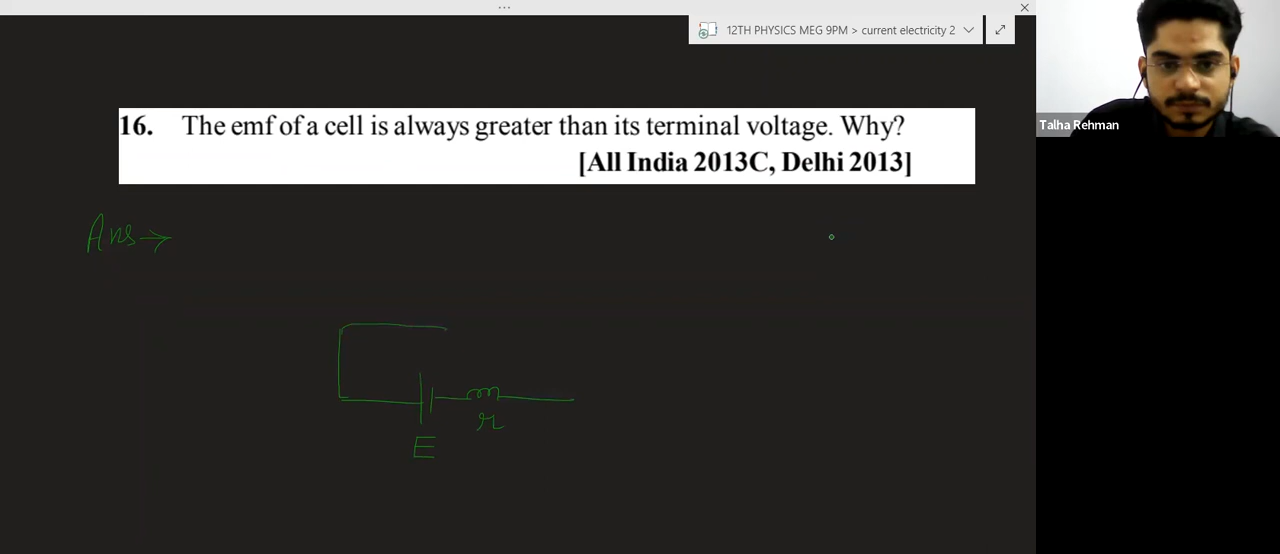 12TH PHYSICS MEG 9PM > current electricity 2
16. The emf of a cell is always greater than its terminal voltage. Why?
[All India 2013C, Delhi 2013]
Talha Rehman
Ans →
r
E